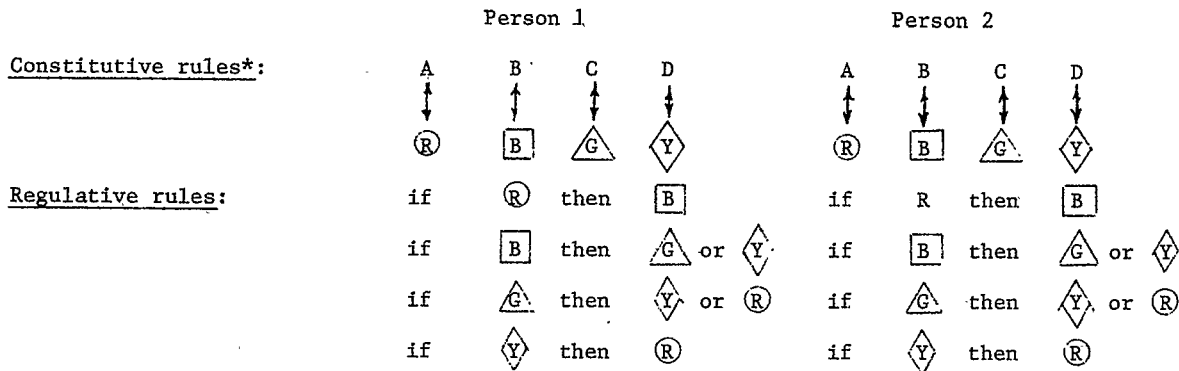 Person 1 Person 2
Constitutive rules*: A B C D A B C D
R B G Y R B G Y
Regulative rules: if R then B if R then B
if B then G or Y if B then G or Y
if G then Y or R if G then Y or R
if Y then R if Y then R